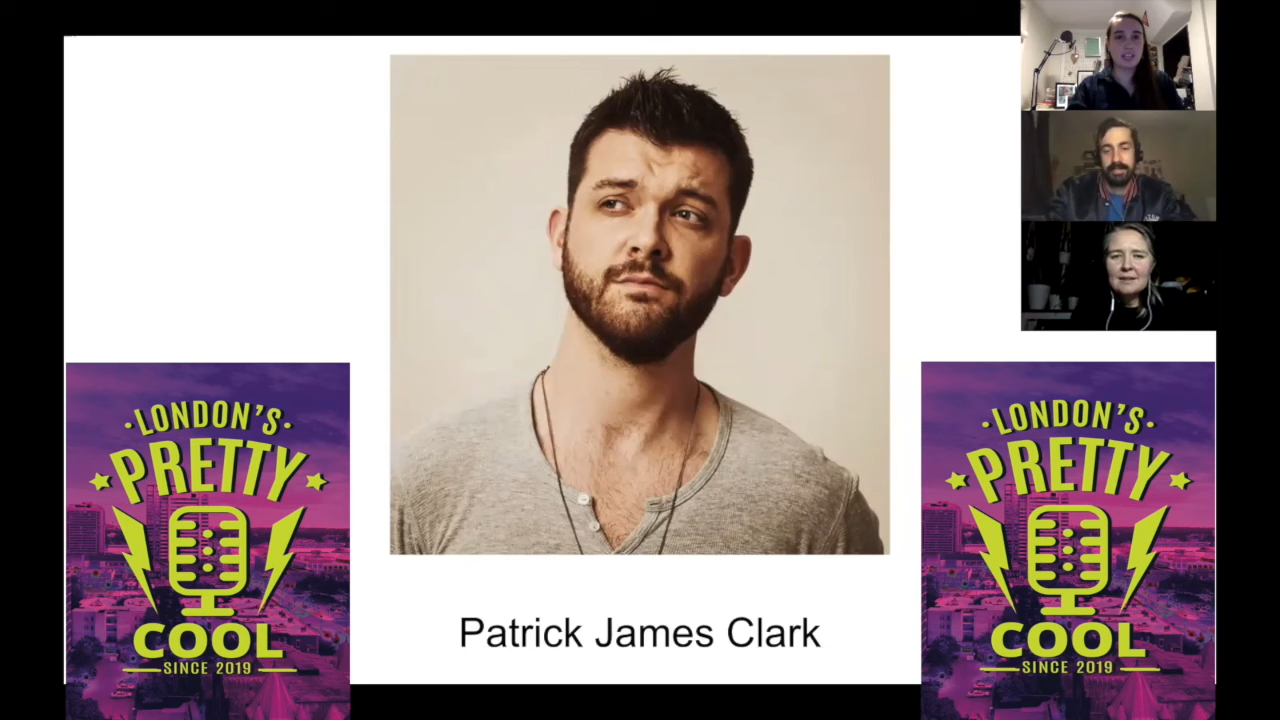 ·LONDON'S·
PRETTY
COOL
SINCE 2019
Patrick James Clark
·LONDON'S·
PRETTY
COOL
SINCE 2019